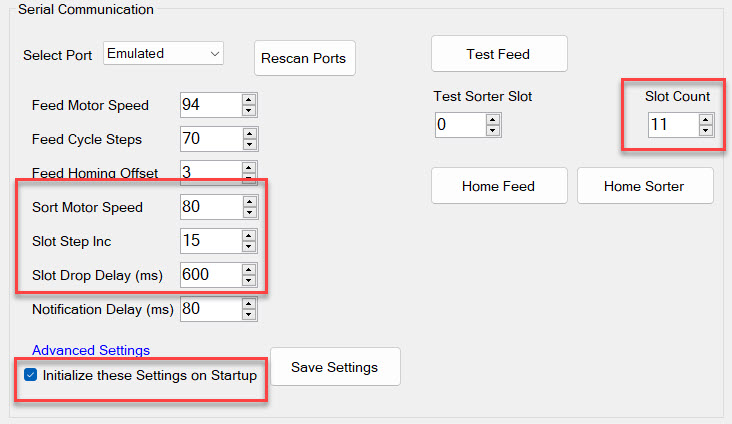 Serial Communication
Select Port Emulated Rescan Ports Test Feed
Feed Motor Speed 94 Test Sorter Slot Slot Count
Feed Cycle Steps 70 0 11
Feed Homing Offset 3 Home Feed Home Sorter
Sort Motor Speed 80
Slot Step Inc 15
Slot Drop Delay (ms) 600
Notification Delay (ms) 80
Advanced Settings
Initialize these Settings on Startup Save Settings